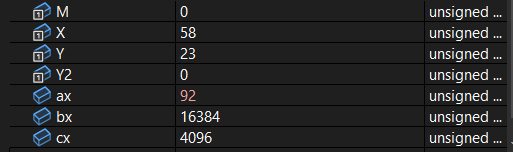 M 0 unsigned ...
X 58 unsigned ...
Y 23 unsigned ...
Y2 0 unsigned ...
ax 92 unsigned ...
bx 16384 unsigned ...
cx 4096 unsigned ...